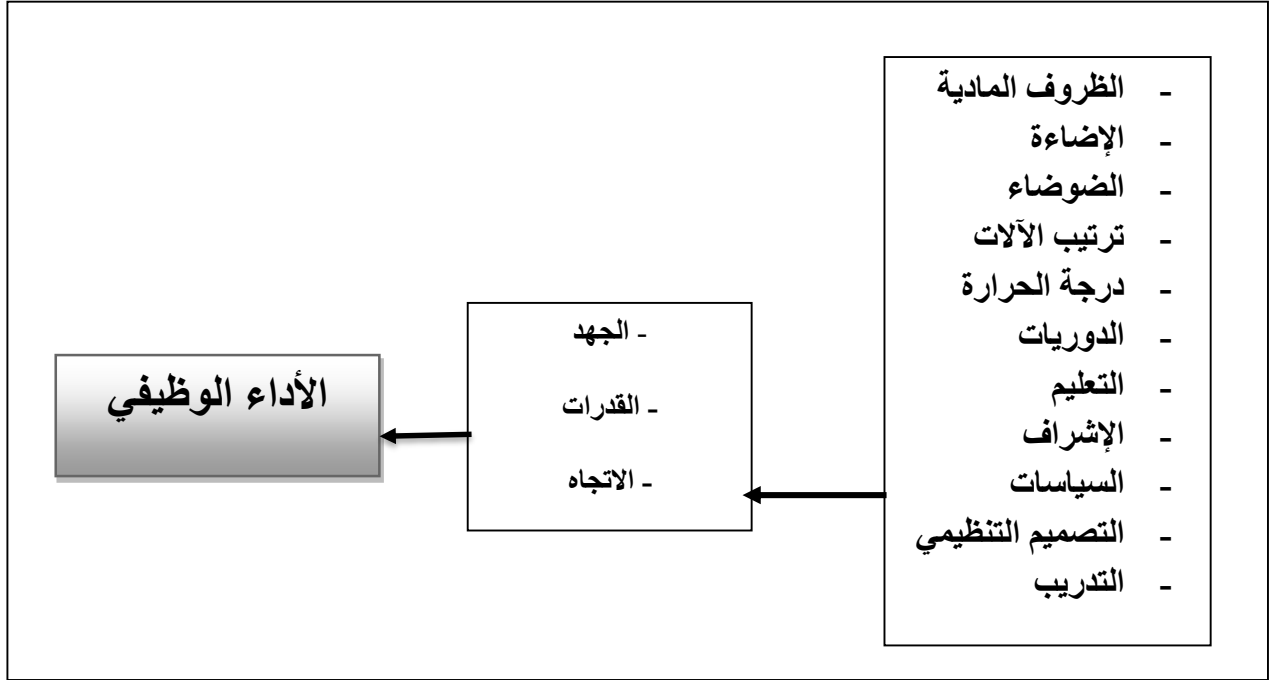 - الظروف المادية
- الإضاءة
- الضوضاء
- ترتيب الآلات
- درجة الحرارة
- الدوريات
- التعليم
- الإشراف
- السياسات
- التصميم التنظيمي
- التدريب
- الجهد
- القدرات
- الاتجاه
الأداء الوظيفي